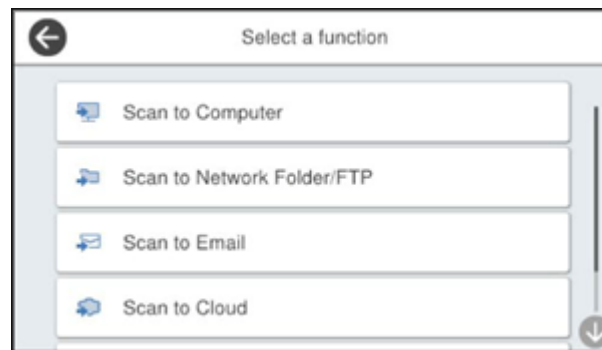 Select a function
Scan to Computer
Scan to Network Folder/FTP
Scan to Email
Scan to Cloud